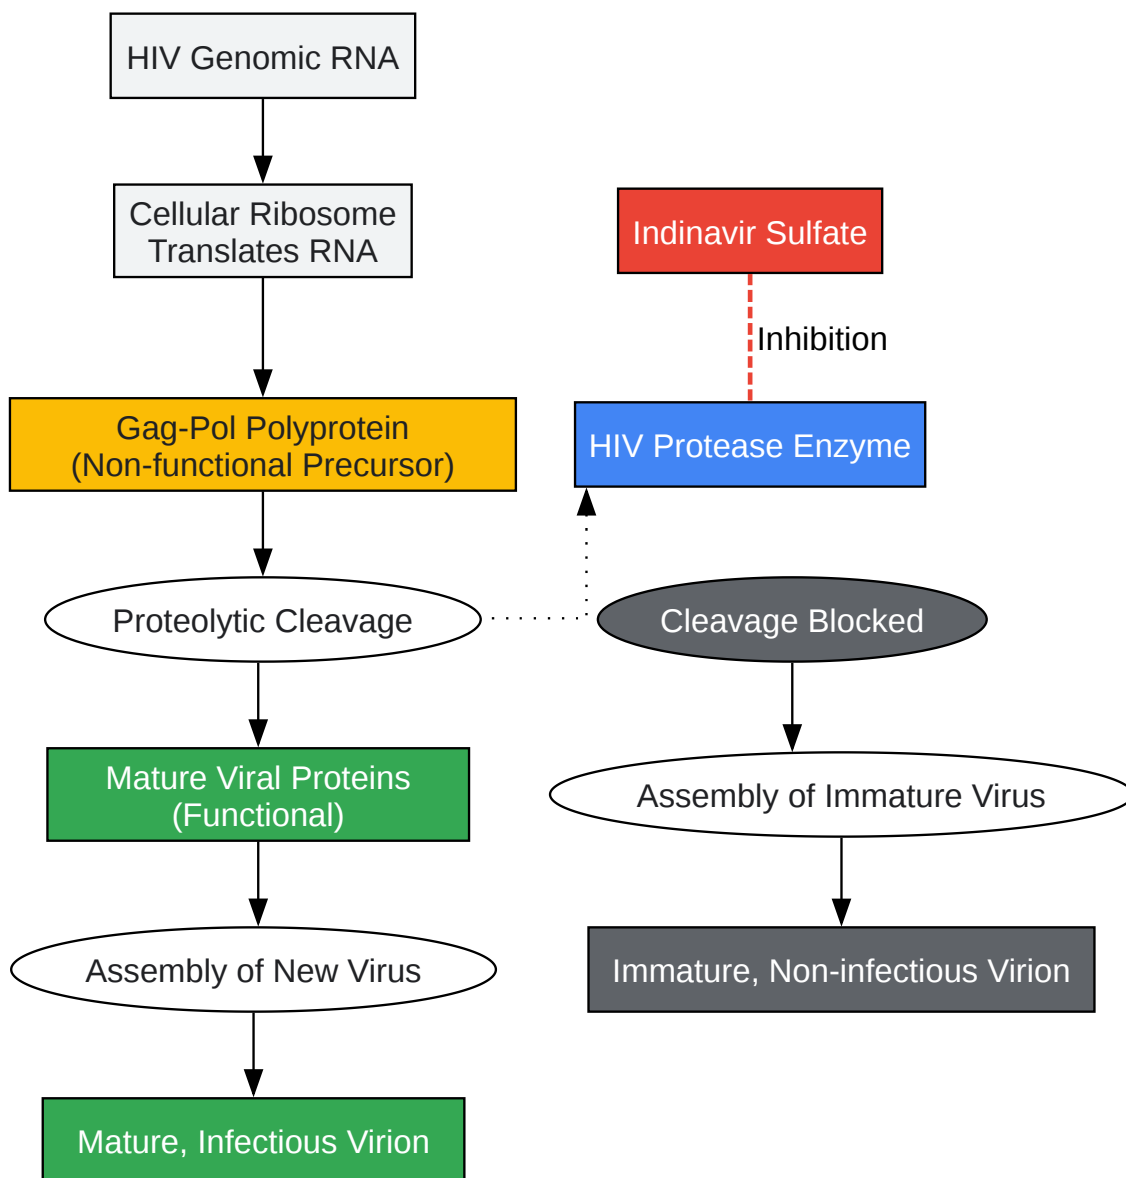 HIV Genomic RNA
Cellular Ribosome
Translates RNA
Indinavir Sulfate
Inhibition
Gag-Pol Polyprotein
(Non-functional Precursor)
HIV Protease Enzyme
Proteolytic Cleavage
Cleavage Blocked
Mature Viral Proteins
(Functional)
Assembly of Immature Virus
Assembly of New Virus
Immature, Non-infectious Virion
Mature, Infectious Virion